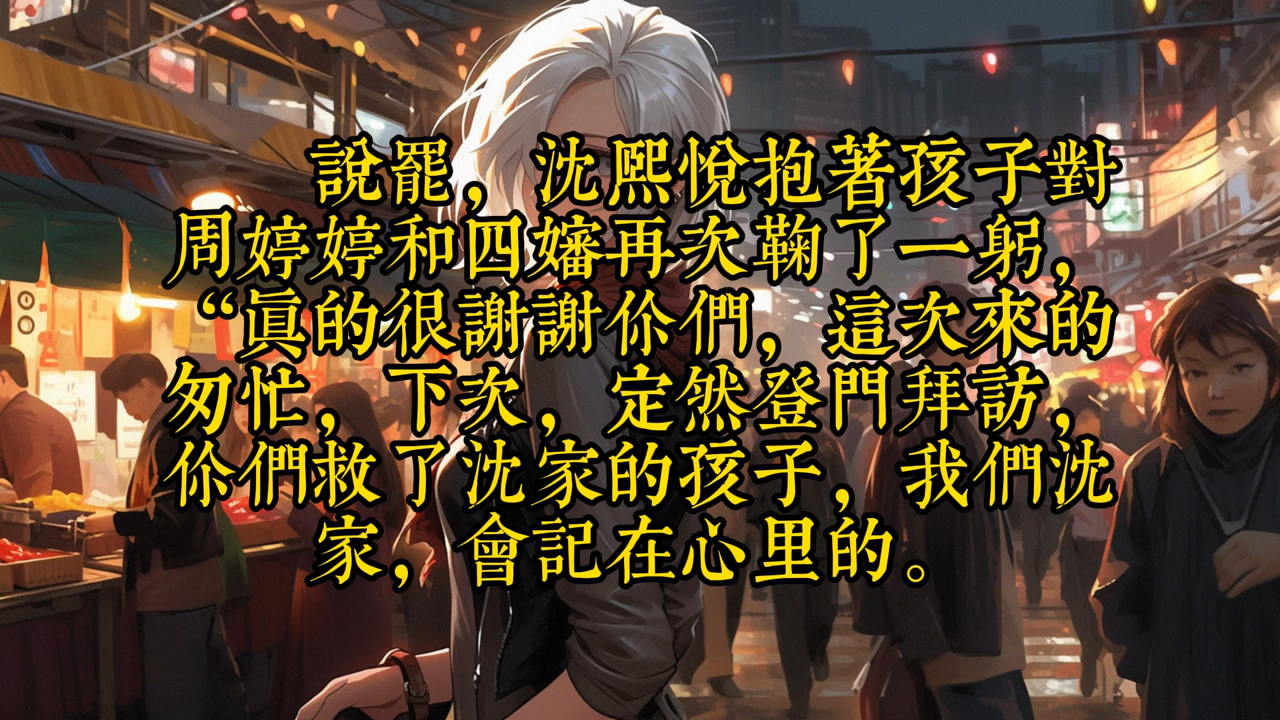 說罷，沈熙悅抱著孩子對
周婷婷和四嬸再次鞠了一躬，
“眞的很謝謝你們，這次來的
匆忙，下次，定然登門拜訪，
你們救了沈家的孩子，我們沈
家，會記在心里的。